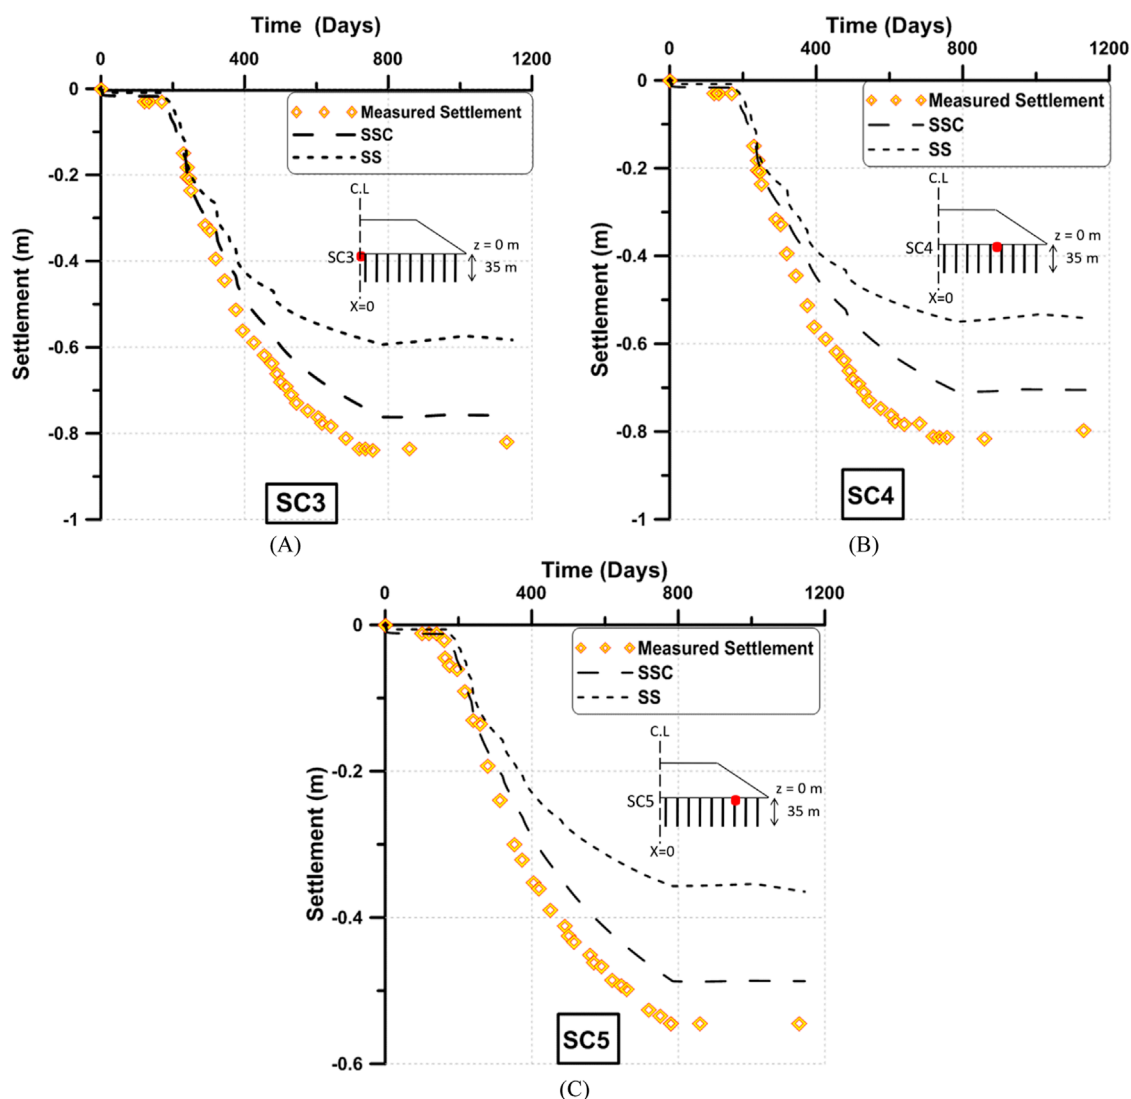 Time (Days)
0 400 800 1200
0
-0.2
-0.4
-0.6
-0.8
-1
Settlement (m)
Measured Settlement
SSC
SS
C.L
SC3
z = 0 m
35 m
X=0
SC3
(A)
Time (Days)
0 400 800 1200
0
-0.2
-0.4
-0.6
-0.8
-1
Settlement (m)
Measured Settlement
SSC
SS
C.L
SC4
z = 0 m
35 m
X=0
SC4
(B)
Time (Days)
0 400 800 1200
0
-0.2
-0.4
-0.6
Settlement (m)
Measured Settlement
SSC
SS
C.L
SC5
z = 0 m
35 m
X=0
SC5
(C)